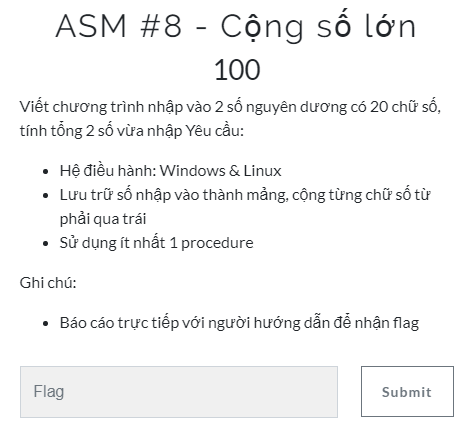 ASM #8 - Cộng số lớn
100
Viết chương trình nhập vào 2 số nguyên dương có 20 chữ số,
tính tổng 2 số vừa nhập Yêu cầu:
Hệ điều hành: Windows & Linux
Lưu trữ số nhập vào thành mảng, cộng từng chữ số từ
phải qua trái
Sử dụng ít nhất 1 procedure
Ghi chú:
Báo cáo trực tiếp với người hướng dẫn để nhận flag
Flag
Submit